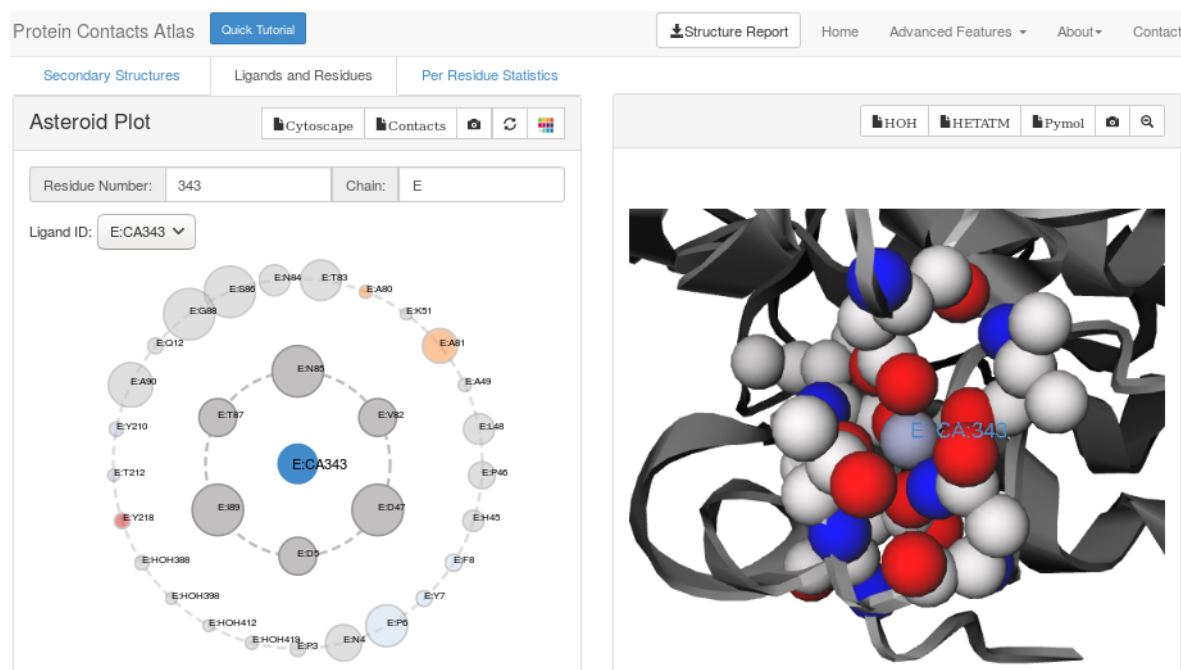 Protein Contacts Atlas
Quick Tutorial
Structure Report
Home
Advanced Features
About
Contact
Secondary Structures
Ligands and Residues
Per Residue Statistics
Asteroid Plot
Cytoscape
Contacts
HOH
HETATM
Pymol
Residue Number:
343
Chain:
E
Ligand ID:
E:CA343
E:S86
E:N84
E:T83
E:A80
E:G88
E:K51
E:Q12
E:A81
E:N85
E:A90
E:A49
E:T87
E:V82
E:Y210
E:L48
E:CA343
E:T212
E:P46
E:I89
E:D47
E:Y218
E:H45
E:D5
E:HOH388
E:F8
E:HOH398
E:Y7
E:HOH412
E:P6
E:HOH419
E:P3
E:N4
E:CA:343